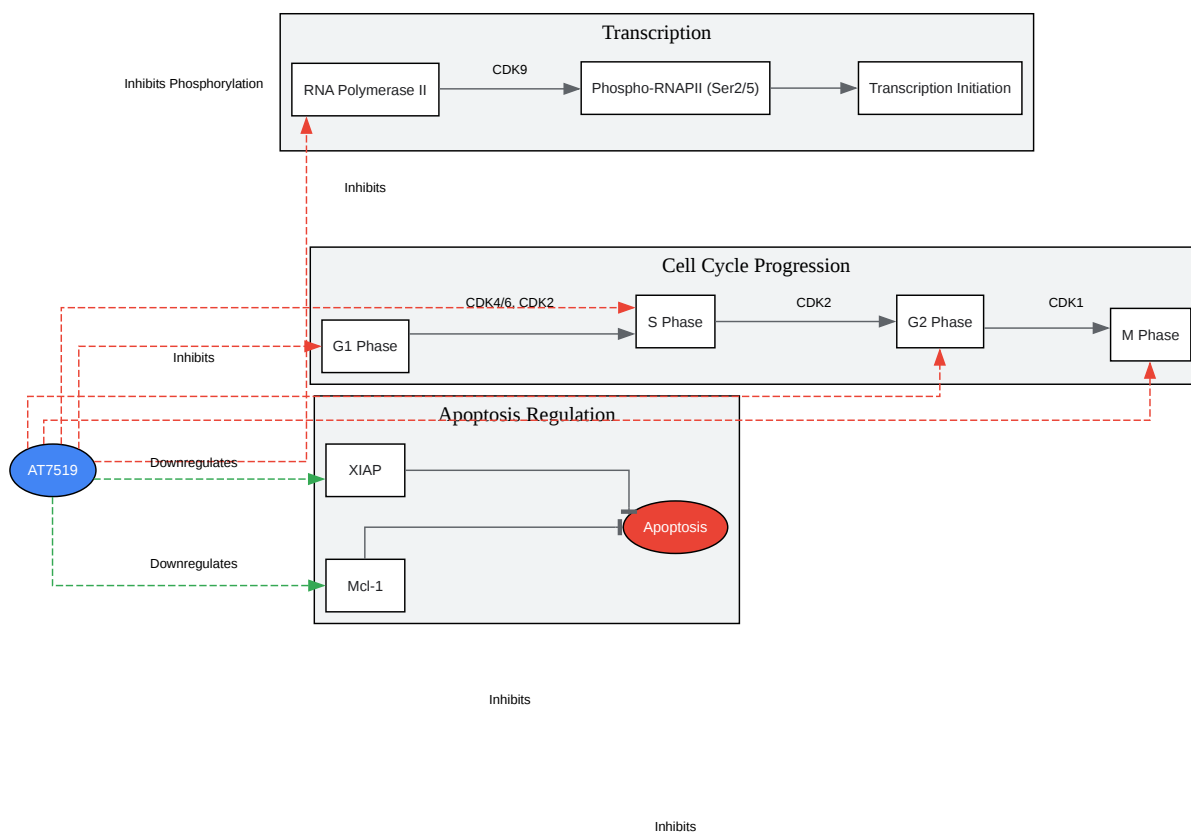 Transcription
Inhibits Phosphorylation
RNA Polymerase II
CDK9
Phospho-RNAPII (Ser2/5)
Transcription Initiation
Inhibits
Cell Cycle Progression
CDK4/6, CDK2
CDK2
CDK1
G1 Phase
S Phase
G2 Phase
M Phase
Inhibits
Apoptosis Regulation
AT7519
Downregulates
XIAP
Apoptosis
Downregulates
Mcl-1
Inhibits
Inhibits